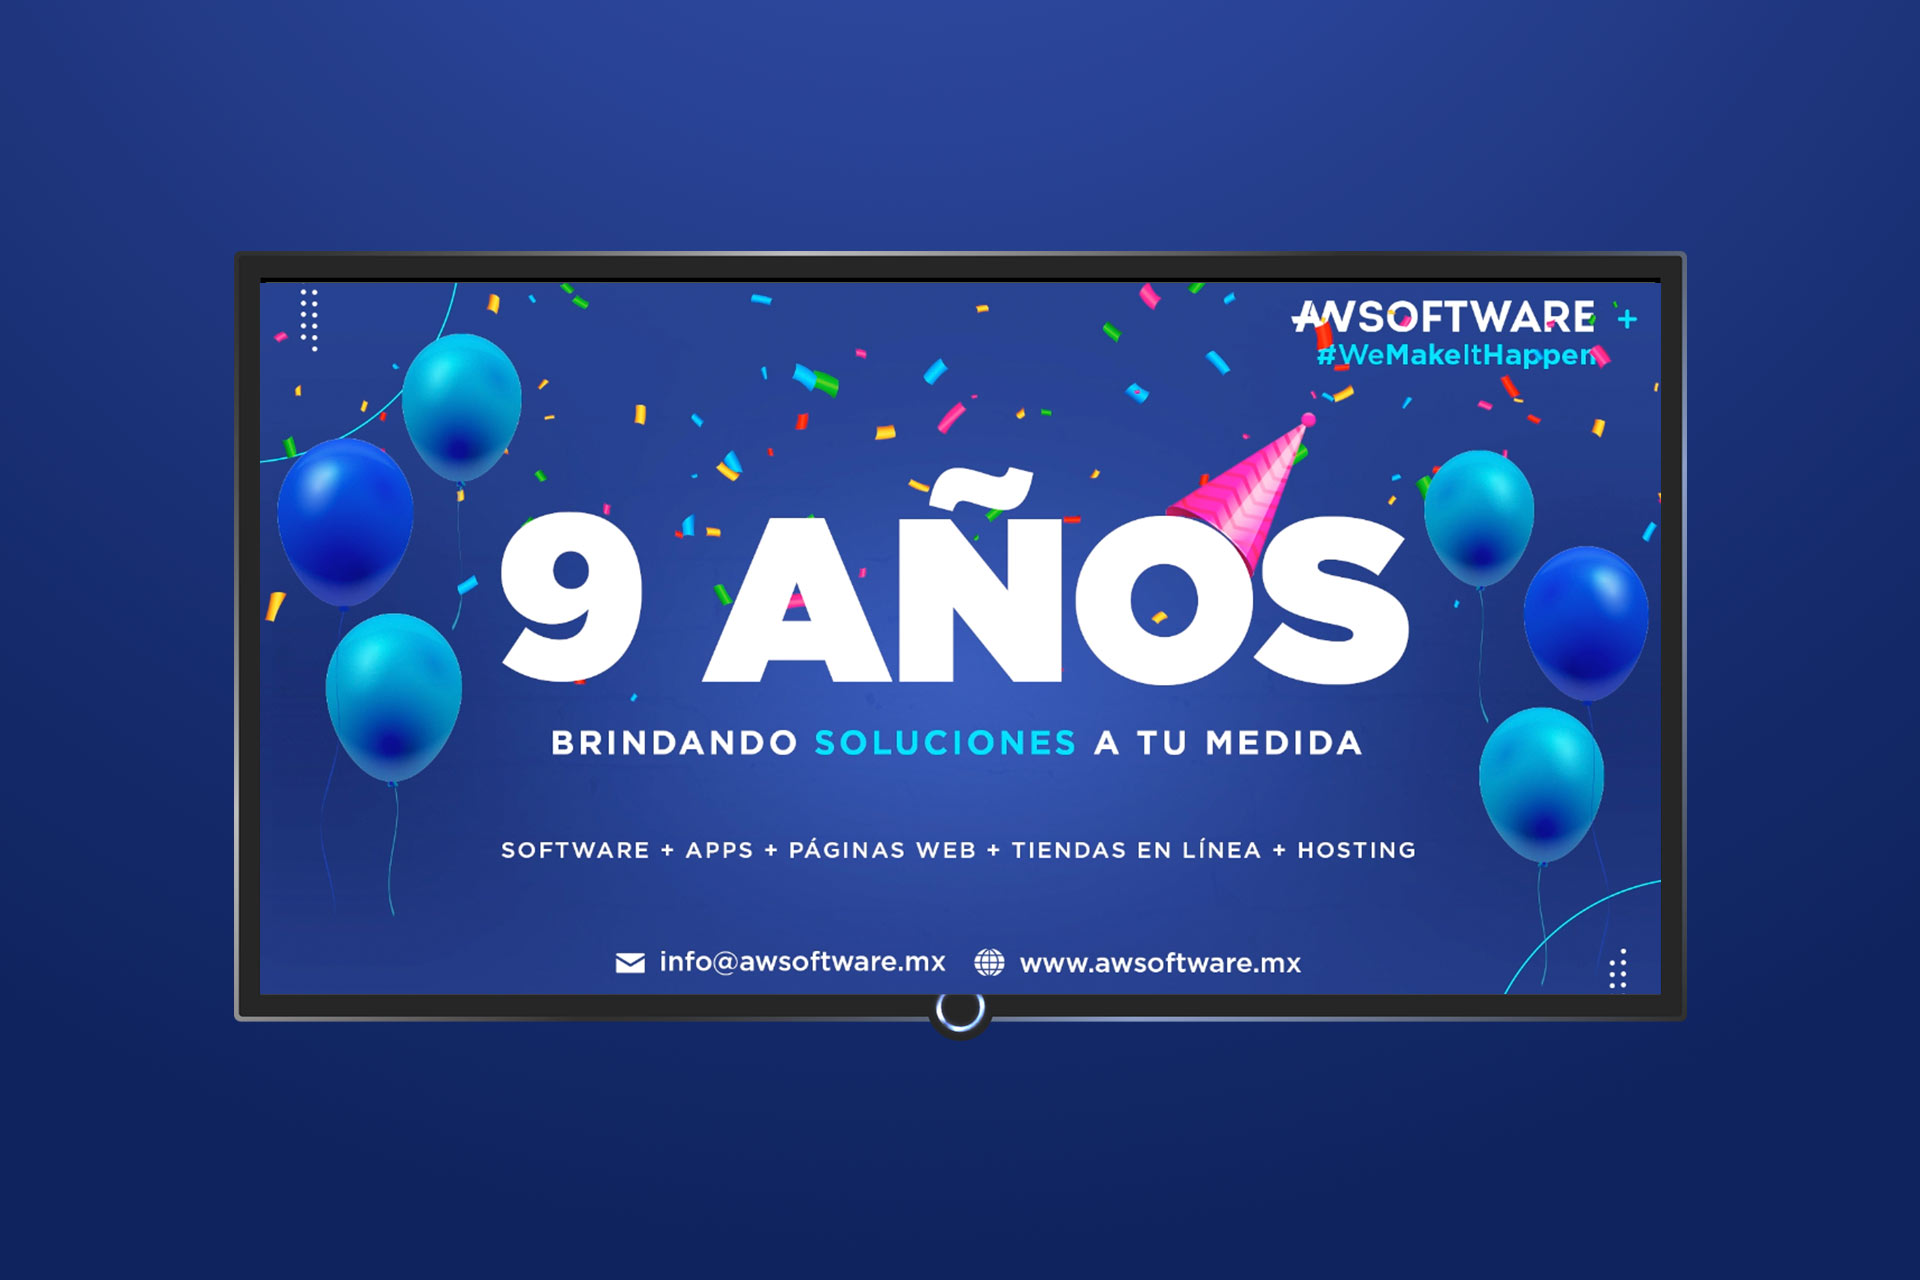 AWSOFTWARE +
#WeMakeItHappen
9 AÑOS
BRINDANDO SOLUCIONES A TU MEDIDA
SOFTWARE + APPS + PÁGINAS WEB + TIENDAS EN LÍNEA + HOSTING
info@awsoftware.mx www.awsoftware.mx